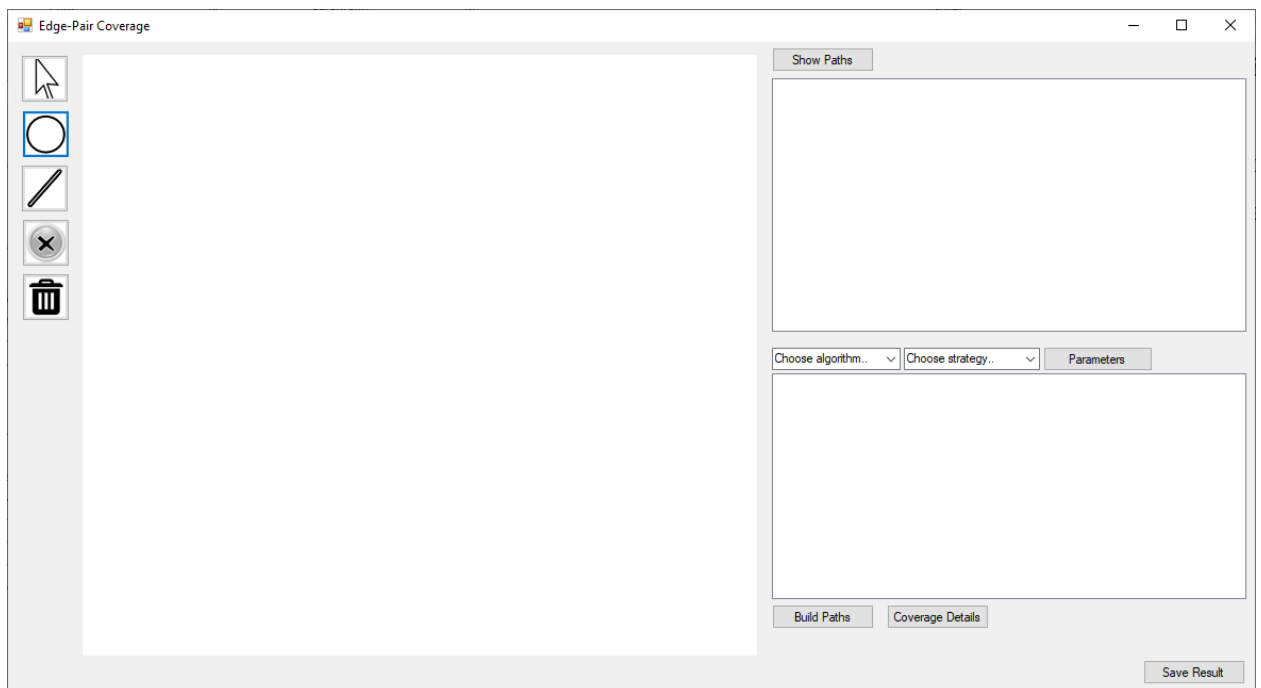 Edge-Pair Coverage
Show Paths
Choose algorithm.. Choose strategy.. Parameters
Build Paths Coverage Details
Save Result